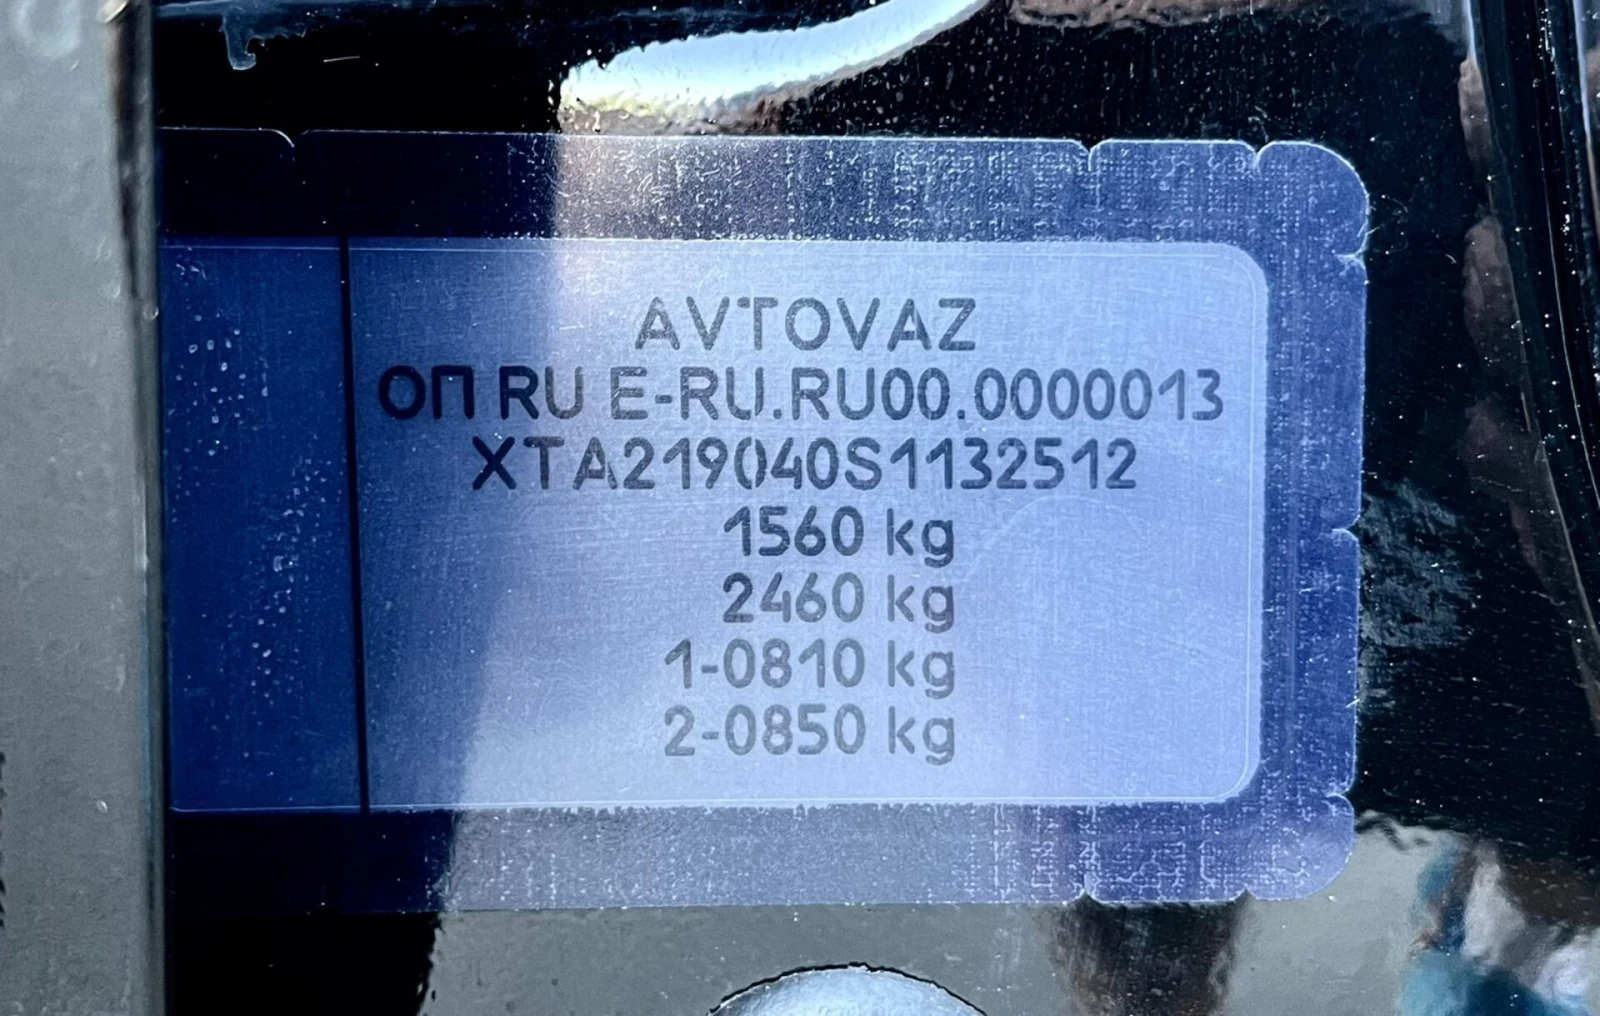 AVTOVAZ
ОП RU E-RU.RU00.0000013
XTA219040S1132512
1560 kg
2460 kg
1-0810 kg
2-0850 kg